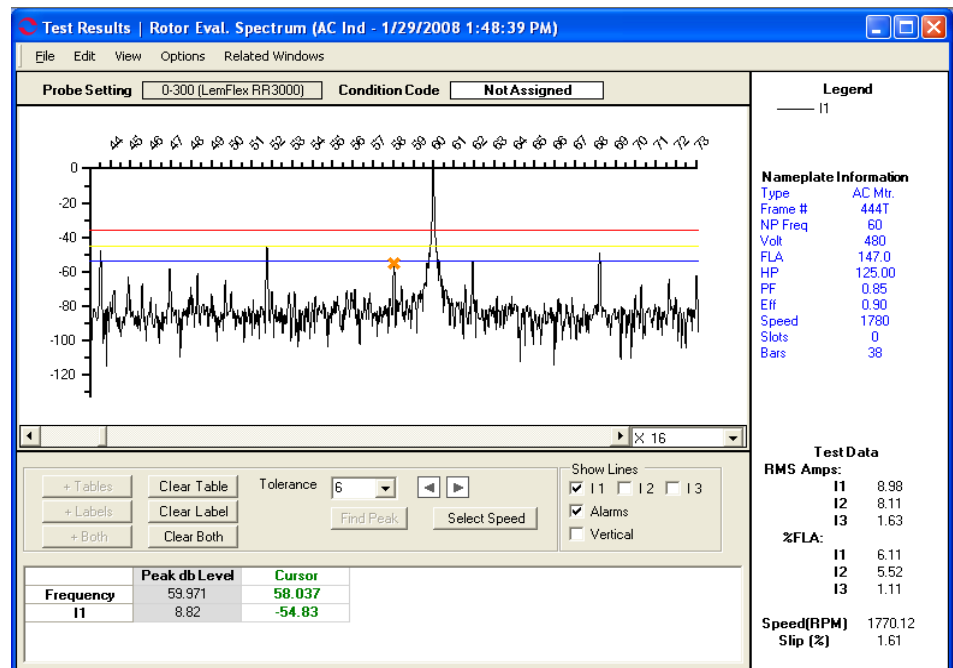 Test Results | Rotor Eval. Spectrum (AC Ind - 1/29/2008 1:48:39 PM)
File Edit View Options Related Windows
Probe Setting 0-300 (LemFlex RR3000) Condition Code NotAssigned
44 45 46 47 48 49 50 51 52 53 54 55 56 57 58 59 60 61 62 63 64 65 66 67 68 69 70 71 72 73
0
-20
-40
-60
-80
-100
-120
X 16
Legend
I1
Nameplate Information
Type AC Mtr.
Frame # 444T
NP Freq 60
Volt 480
FLA 147.0
HP 125.00
PF 0.85
Eff 0.90
Speed 1780
Slots 0
Bars 38
Test Data
RMS Amps:
I1 8.98
I2 8.11
I3 1.63
%FLA:
I1 6.11
I2 5.52
I3 1.11
Speed(RPM) 1770.12
Slip (%) 1.61
+ Tables Clear Table Tolerance 6
+ Labels Clear Label Find Peak Select Speed
+ Both Clear Both
Show Lines
I1 I2 I3
Alarms
Vertical
Peak db Level Cursor
Frequency 59.971 58.037
I1 8.82 -54.83